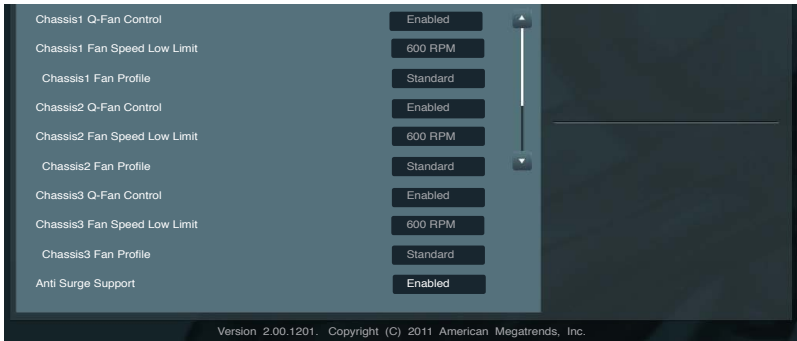 Chassis1 Q-Fan Control Enabled
Chassis1 Fan Speed Low Limit 600 RPM
Chassis1 Fan Profile Standard
Chassis2 Q-Fan Control Enabled
Chassis2 Fan Speed Low Limit 600 RPM
Chassis2 Fan Profile Standard
Chassis3 Q-Fan Control Enabled
Chassis3 Fan Speed Low Limit 600 RPM
Chassis3 Fan Profile Standard
Anti Surge Support Enabled
Version 2.00.1201. Copyright (C) 2011 American Megatrends, Inc.